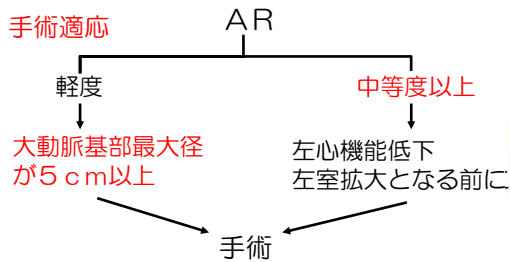 手術適応
AR
軽度
中等度以上
大動脈基部最大径
が5cm以上
左心機能低下
左室拡大となる前に
手術